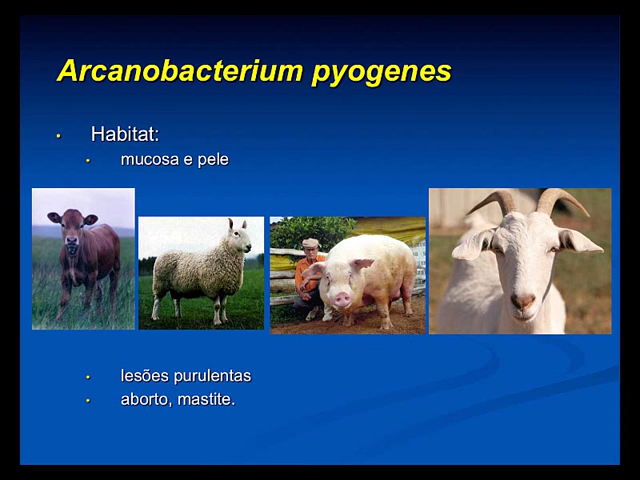 Arcanobacterium pyogenes
• Habitat:
• mucosa e pele
• lesões purulentas
• aborto, mastite.